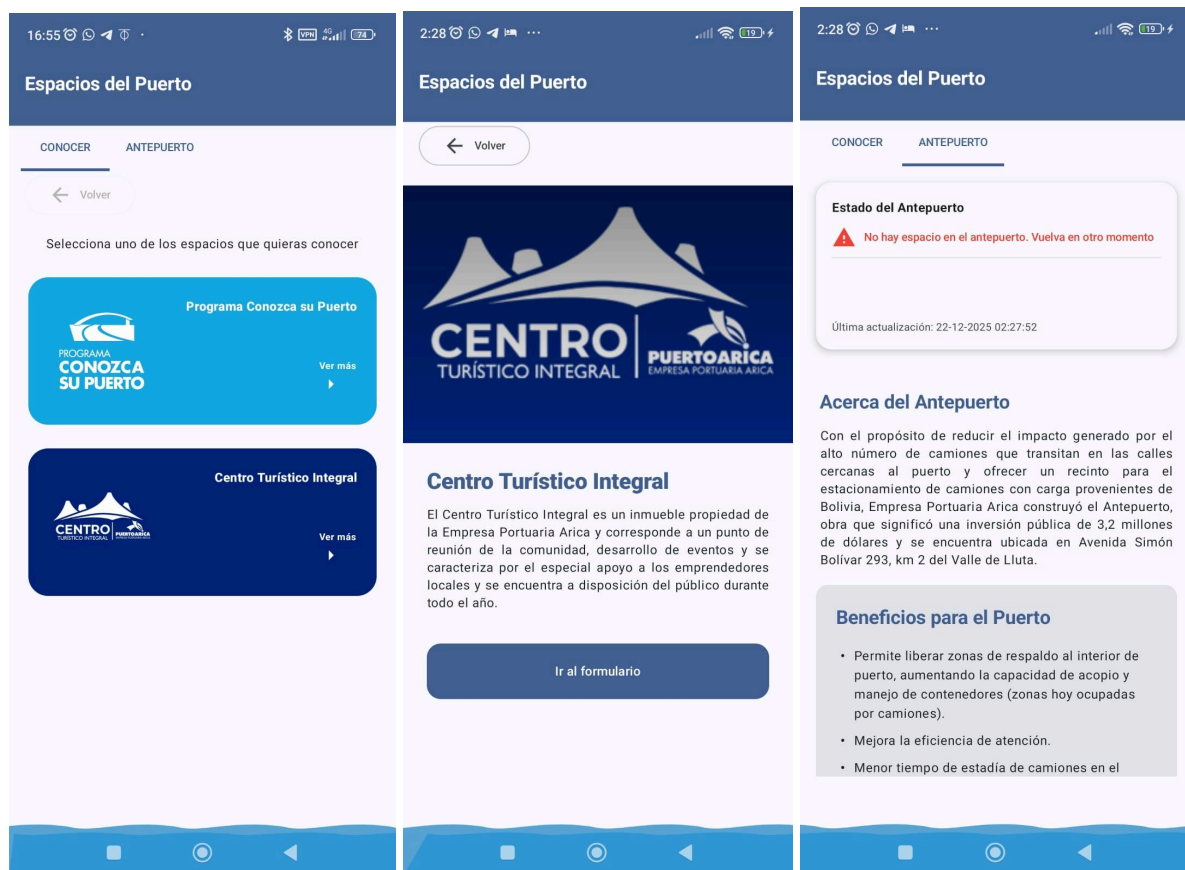 16:55
VPN 4G 74
Espacios del Puerto
CONOCER ANTEPUERTO
Volver
Selecciona uno de los espacios que quieras conocer
Programa Conozca su Puerto
PROGRAMA
CONOZCA
SU PUERTO
Ver más
Centro Turístico Integral
CENTRO
TURÍSTICO INTEGRAL
PUERTOARICA
Ver más
2:28 ...
19
Espacios del Puerto
Volver
CENTRO
TURÍSTICO INTEGRAL
PUERTOARICA
EMPRESA PORTUARIA ARICA
Centro Turístico Integral
El Centro Turístico Integral es un inmueble propiedad de
la Empresa Portuaria Arica y corresponde a un punto de
reunión de la comunidad, desarrollo de eventos y se
caracteriza por el especial apoyo a los emprendedores
locales y se encuentra a disposición del público durante
todo el año.
Ir al formulario
2:28 ...
19
Espacios del Puerto
CONOCER ANTEPUERTO
Estado del Antepuerto
No hay espacio en el antepuerto. Vuelva en otro momento
Última actualización: 22-12-2025 02:27:52
Acerca del Antepuerto
Con el propósito de reducir el impacto generado por el
alto número de camiones que transitan en las calles
cercanas al puerto y ofrecer un recinto para el
estacionamiento de camiones con carga provenientes de
Bolivia, Empresa Portuaria Arica construyó el Antepuerto,
obra que significó una inversión pública de 3,2 millones
de dólares y se encuentra ubicada en Avenida Simón
Bolívar 293, km 2 del Valle de Lluta.
Beneficios para el Puerto
• Permite liberar zonas de respaldo al interior de
puerto, aumentando la capacidad de acopio y
manejo de contenedores (zonas hoy ocupadas
por camiones).
• Mejora la eficiencia de atención.
• Menor tiempo de estadía de camiones en el